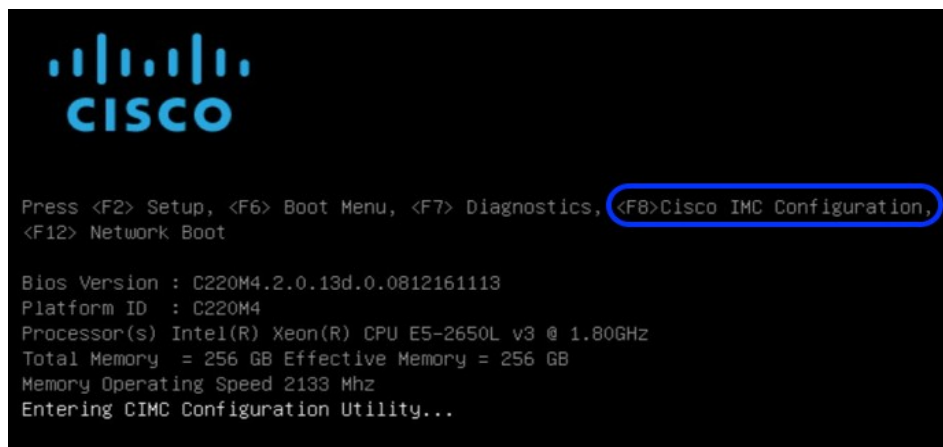 CISCO
Press <F2> Setup, <F6> Boot Menu, <F7> Diagnostics, <F8>Cisco IMC Configuration,
<F12> Network Boot
Bios Version : C220M4.2.0.13d.0.0812161113
Platform ID  : C220M4
Processor(s) Intel(R) Xeon(R) CPU E5-2650L v3 @ 1.80GHz
Total Memory  = 256 GB Effective Memory = 256 GB
Memory Operating Speed 2133 Mhz
Entering CIMC Configuration Utility...